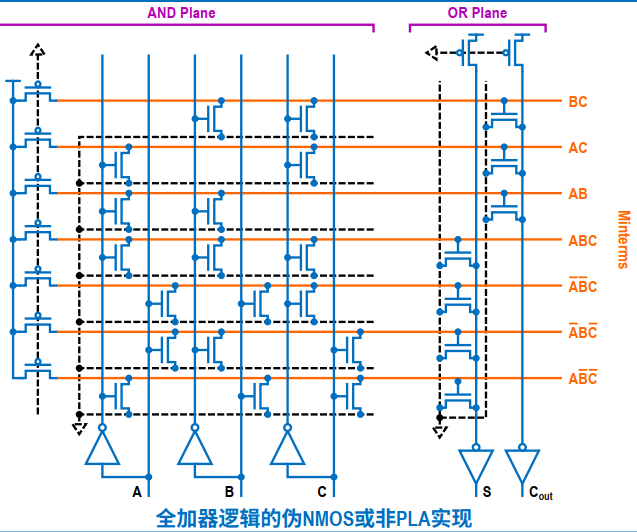 AND Plane
OR Plane
BC
AC
AB
ABC
A̅B̅C
A̅BC̅
AB̅C̅
Minterms
A
B
C
S
Cout
全加器逻辑的伪NMOS或非PLA实现